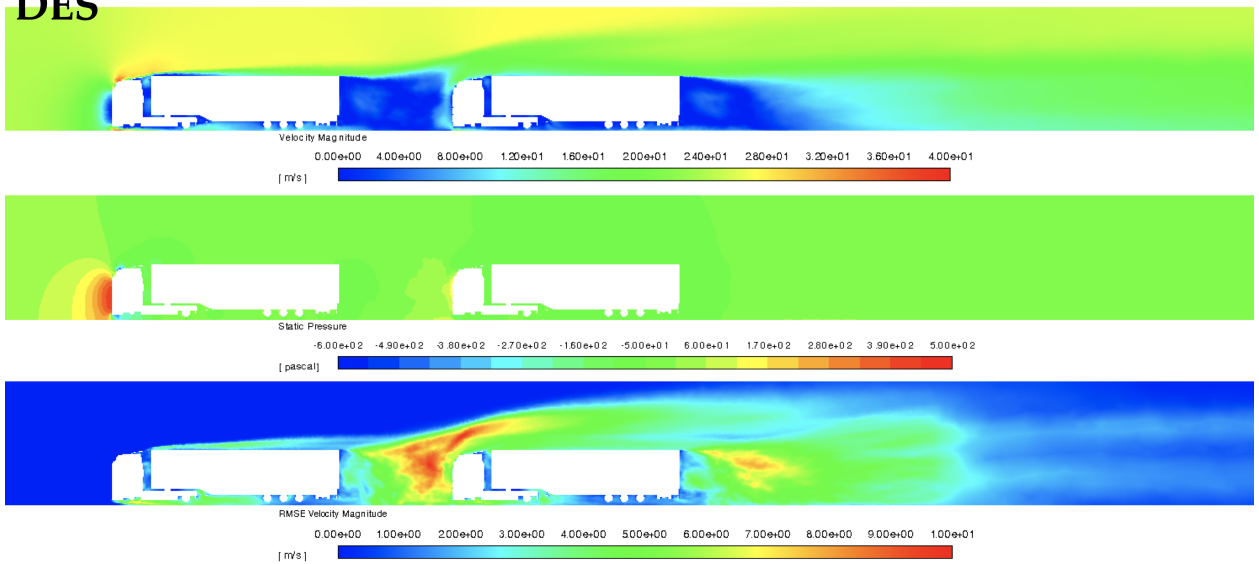 DES
Velocity Magnitude
0.00e+00 4.00e+00 8.00e+00 1.20e+01 1.60e+01 2.00e+01 2.40e+01 2.80e+01 3.20e+01 3.60e+01 4.00e+01
[ m/s ]
Static Pressure
-6.00e+02 -4.90e+02 -3.80e+02 -2.70e+02 -1.60e+02 -5.00e+01 6.00e+01 1.70e+02 2.80e+02 3.90e+02 5.00e+02
[ pascal]
RMSE Velocity Magnitude
0.00e+00 1.00e+00 2.00e+00 3.00e+00 4.00e+00 5.00e+00 6.00e+00 7.00e+00 8.00e+00 9.00e+00 1.00e+01
[ m/s ]